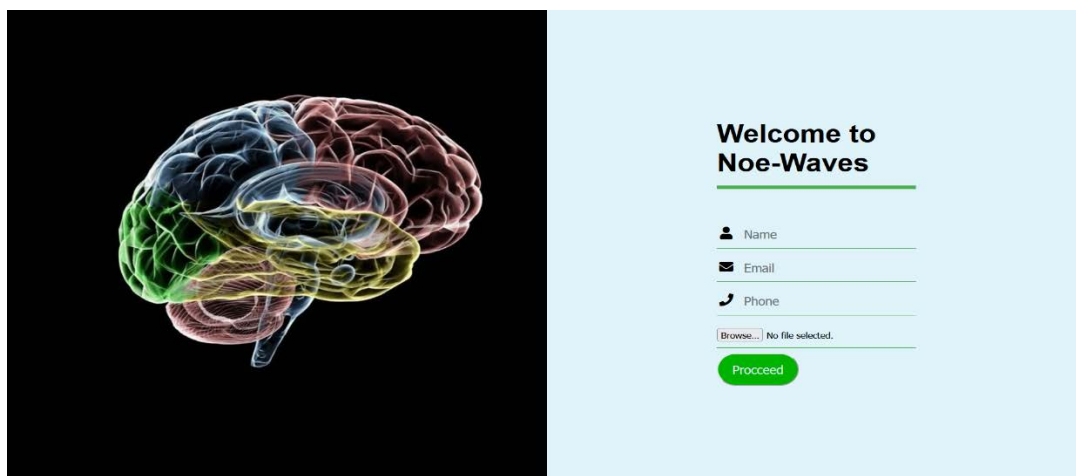 Welcome to
Noe-Waves
Name
Email
Phone
Browse... No file selected.
Procceed